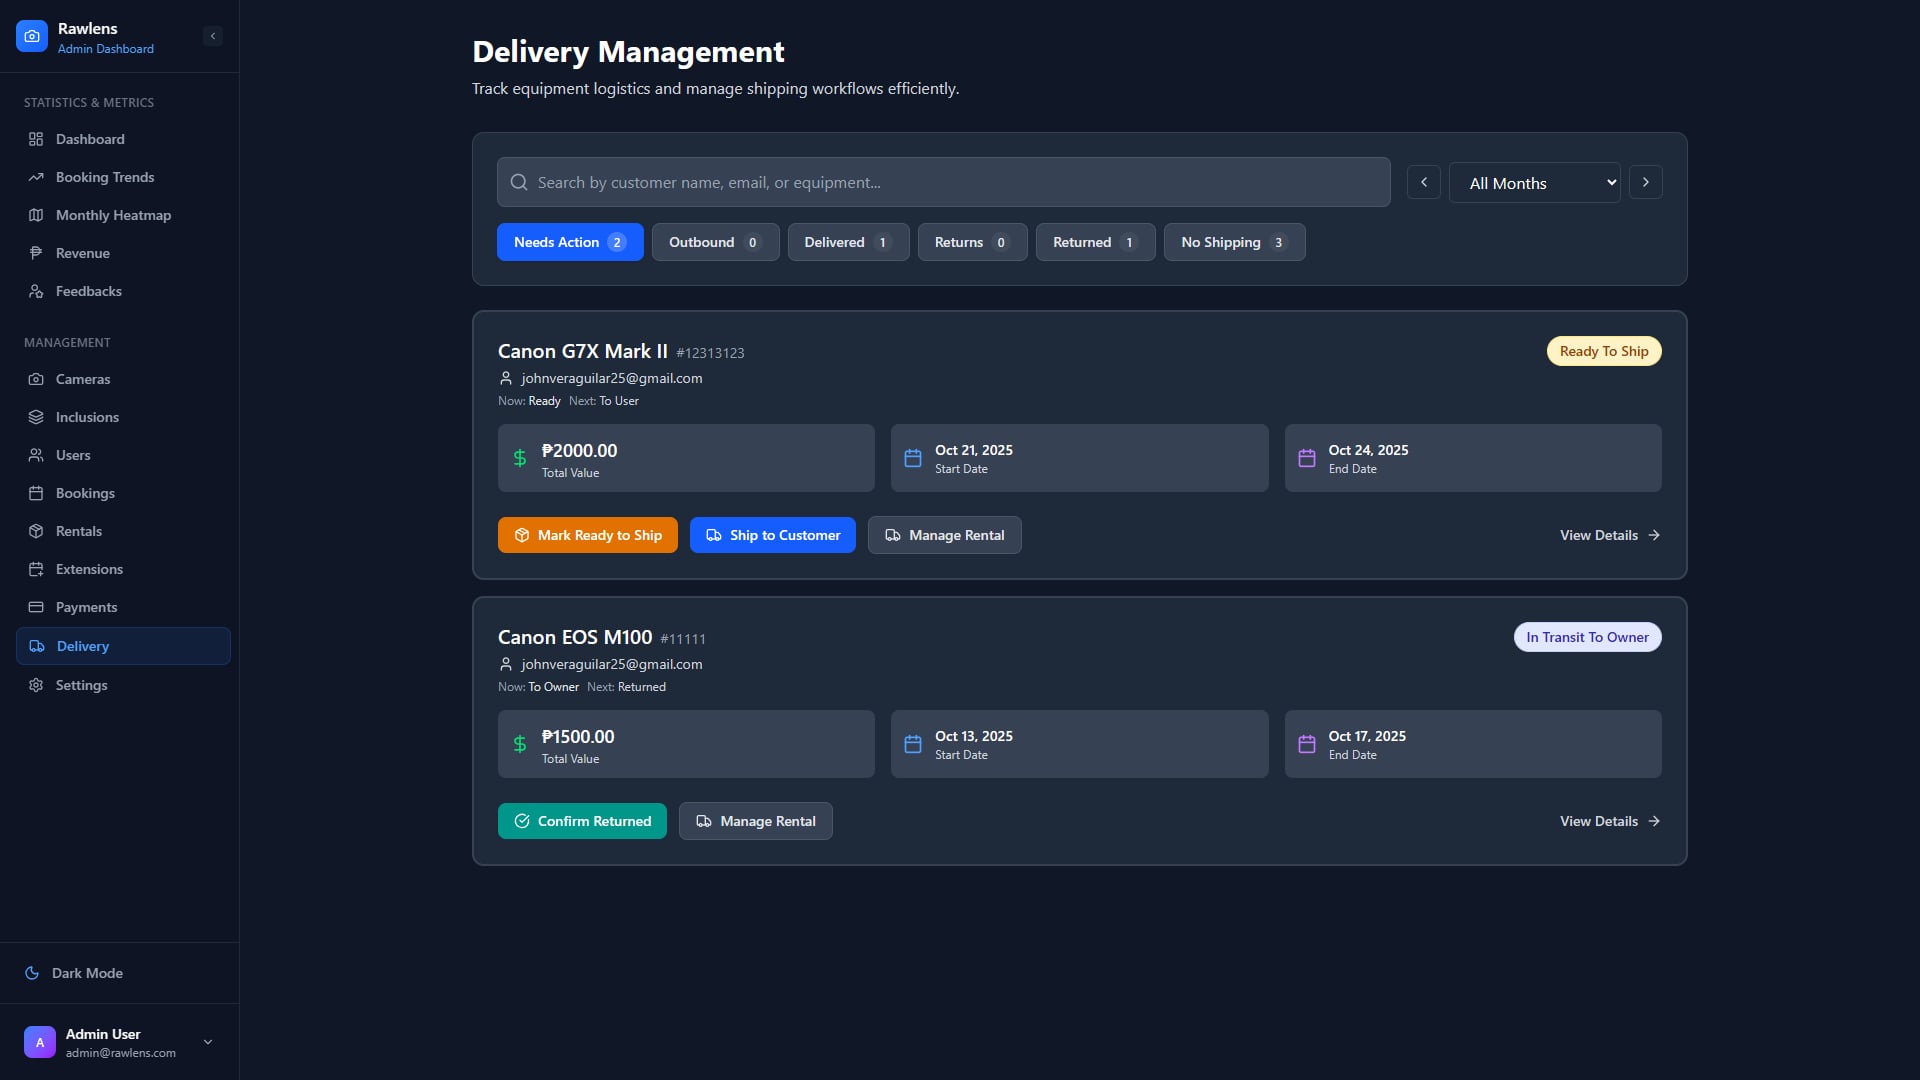 Rawlens
Admin Dashboard
STATISTICS & METRICS
Dashboard
Booking Trends
Monthly Heatmap
Revenue
Feedbacks
MANAGEMENT
Cameras
Inclusions
Users
Bookings
Rentals
Extensions
Payments
Delivery
Settings
Dark Mode
A
Admin User
admin@rawlens.com
Delivery Management
Track equipment logistics and manage shipping workflows efficiently.
Search by customer name, email, or equipment...
All Months
Needs Action 2 Outbound 0 Delivered 1 Returns 0 Returned 1 No Shipping 3
Canon G7X Mark II #12313123
Ready To Ship
johnveraguilar25@gmail.com
Now: Ready Next: To User
₱2000.00
Total Value
Oct 21, 2025
Start Date
Oct 24, 2025
End Date
Mark Ready to Ship Ship to Customer Manage Rental View Details
Canon EOS M100 #11111
In Transit To Owner
johnveraguilar25@gmail.com
Now: To Owner Next: Returned
₱1500.00
Total Value
Oct 13, 2025
Start Date
Oct 17, 2025
End Date
Confirm Returned Manage Rental View Details